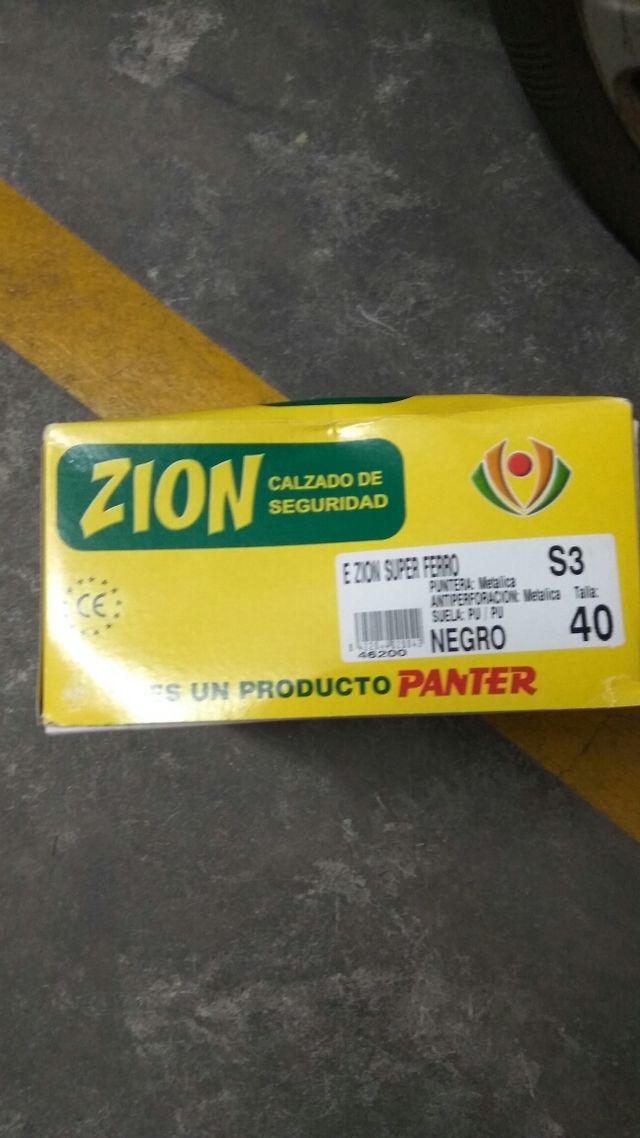 ZION
CALZADO DE
SEGURIDAD
CE
E ZION SUPER FERRO
S3
PUNTERA: Metalica
ANTIPERFORACION: Metalica
SUELA: PU / PU
Talla:
40
NEGRO
46200
ES UN PRODUCTO PANTER